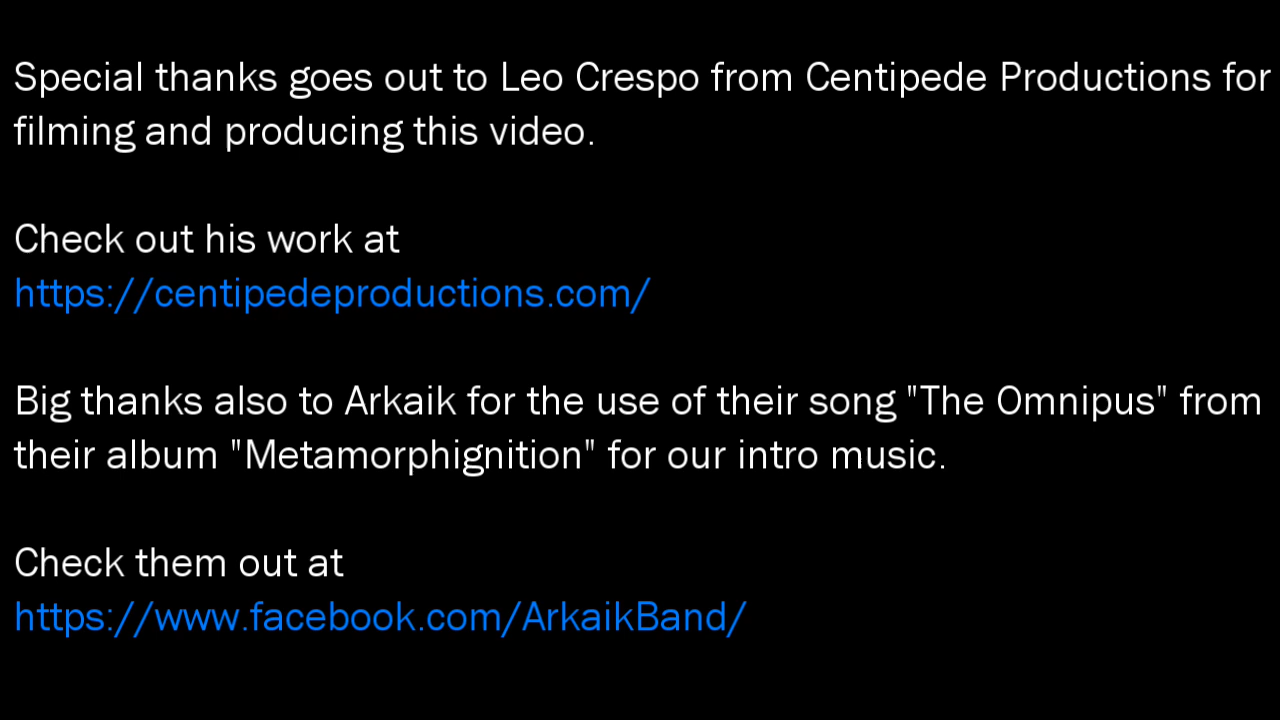 Special thanks goes out to Leo Crespo from Centipede Productions for
filming and producing this video.
Check out his work at
https://centipedeproductions.com/
Big thanks also to Arkaik for the use of their song "The Omnipus" from
their album "Metamorphignition" for our intro music.
Check them out at
https://www.facebook.com/ArkaikBand/